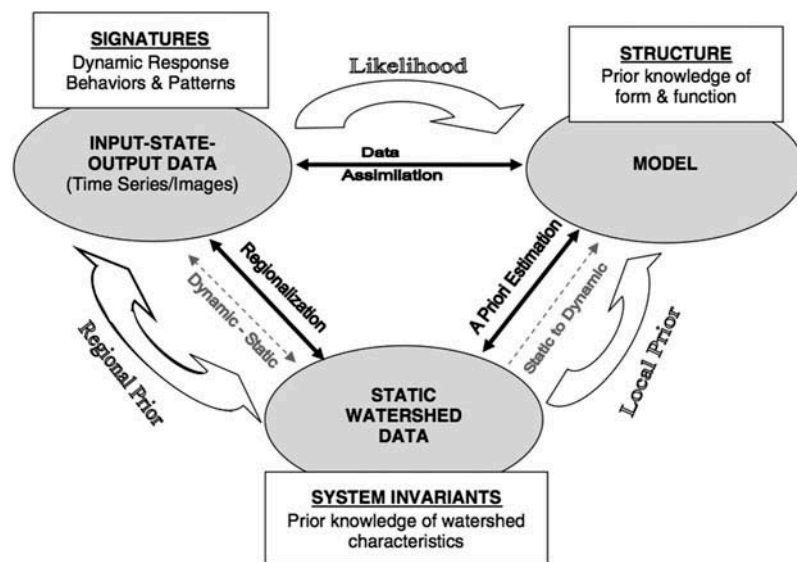 SIGNATURES
Dynamic Response
Behaviors & Patterns
INPUT-STATE-
OUTPUT DATA
(Time Series/Images)
Likelihood
Data
Assimilation
STRUCTURE
Prior knowledge of
form & function
MODEL
Regionalization
Dynamic - Static
Regional Prior
A Priori Estimation
Static to Dynamic
Local Prior
STATIC
WATERSHED
DATA
SYSTEM INVARIANTS
Prior knowledge of watershed
characteristics